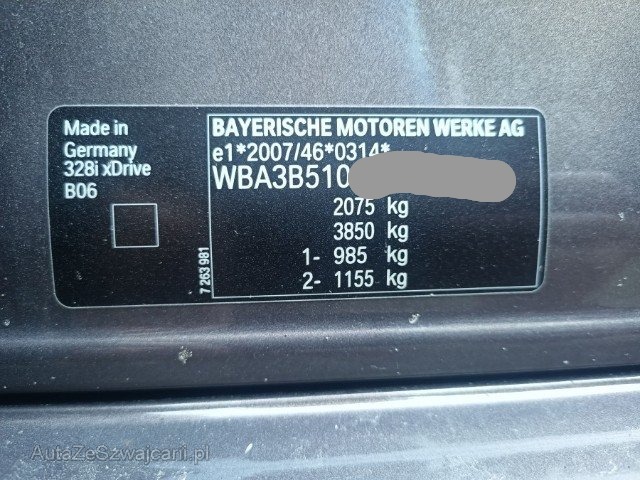 Made in
Germany
328i xDrive
B06
7 263 981
BAYERISCHE MOTOREN WERKE AG
e1*2007/46*0314*
WBA3B510
2075 kg
3850 kg
1- 985 kg
2- 1155 kg
AutaZeSzwajcarii.pl